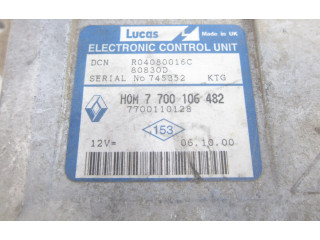 Lucas
Made in UK
ELECTRONIC CONTROL UNIT
DCN R04080016C
80830D
SERIAL No 745352 KTG
HOM 7 700 106 482
7700110128
153
12V= 06.10.00